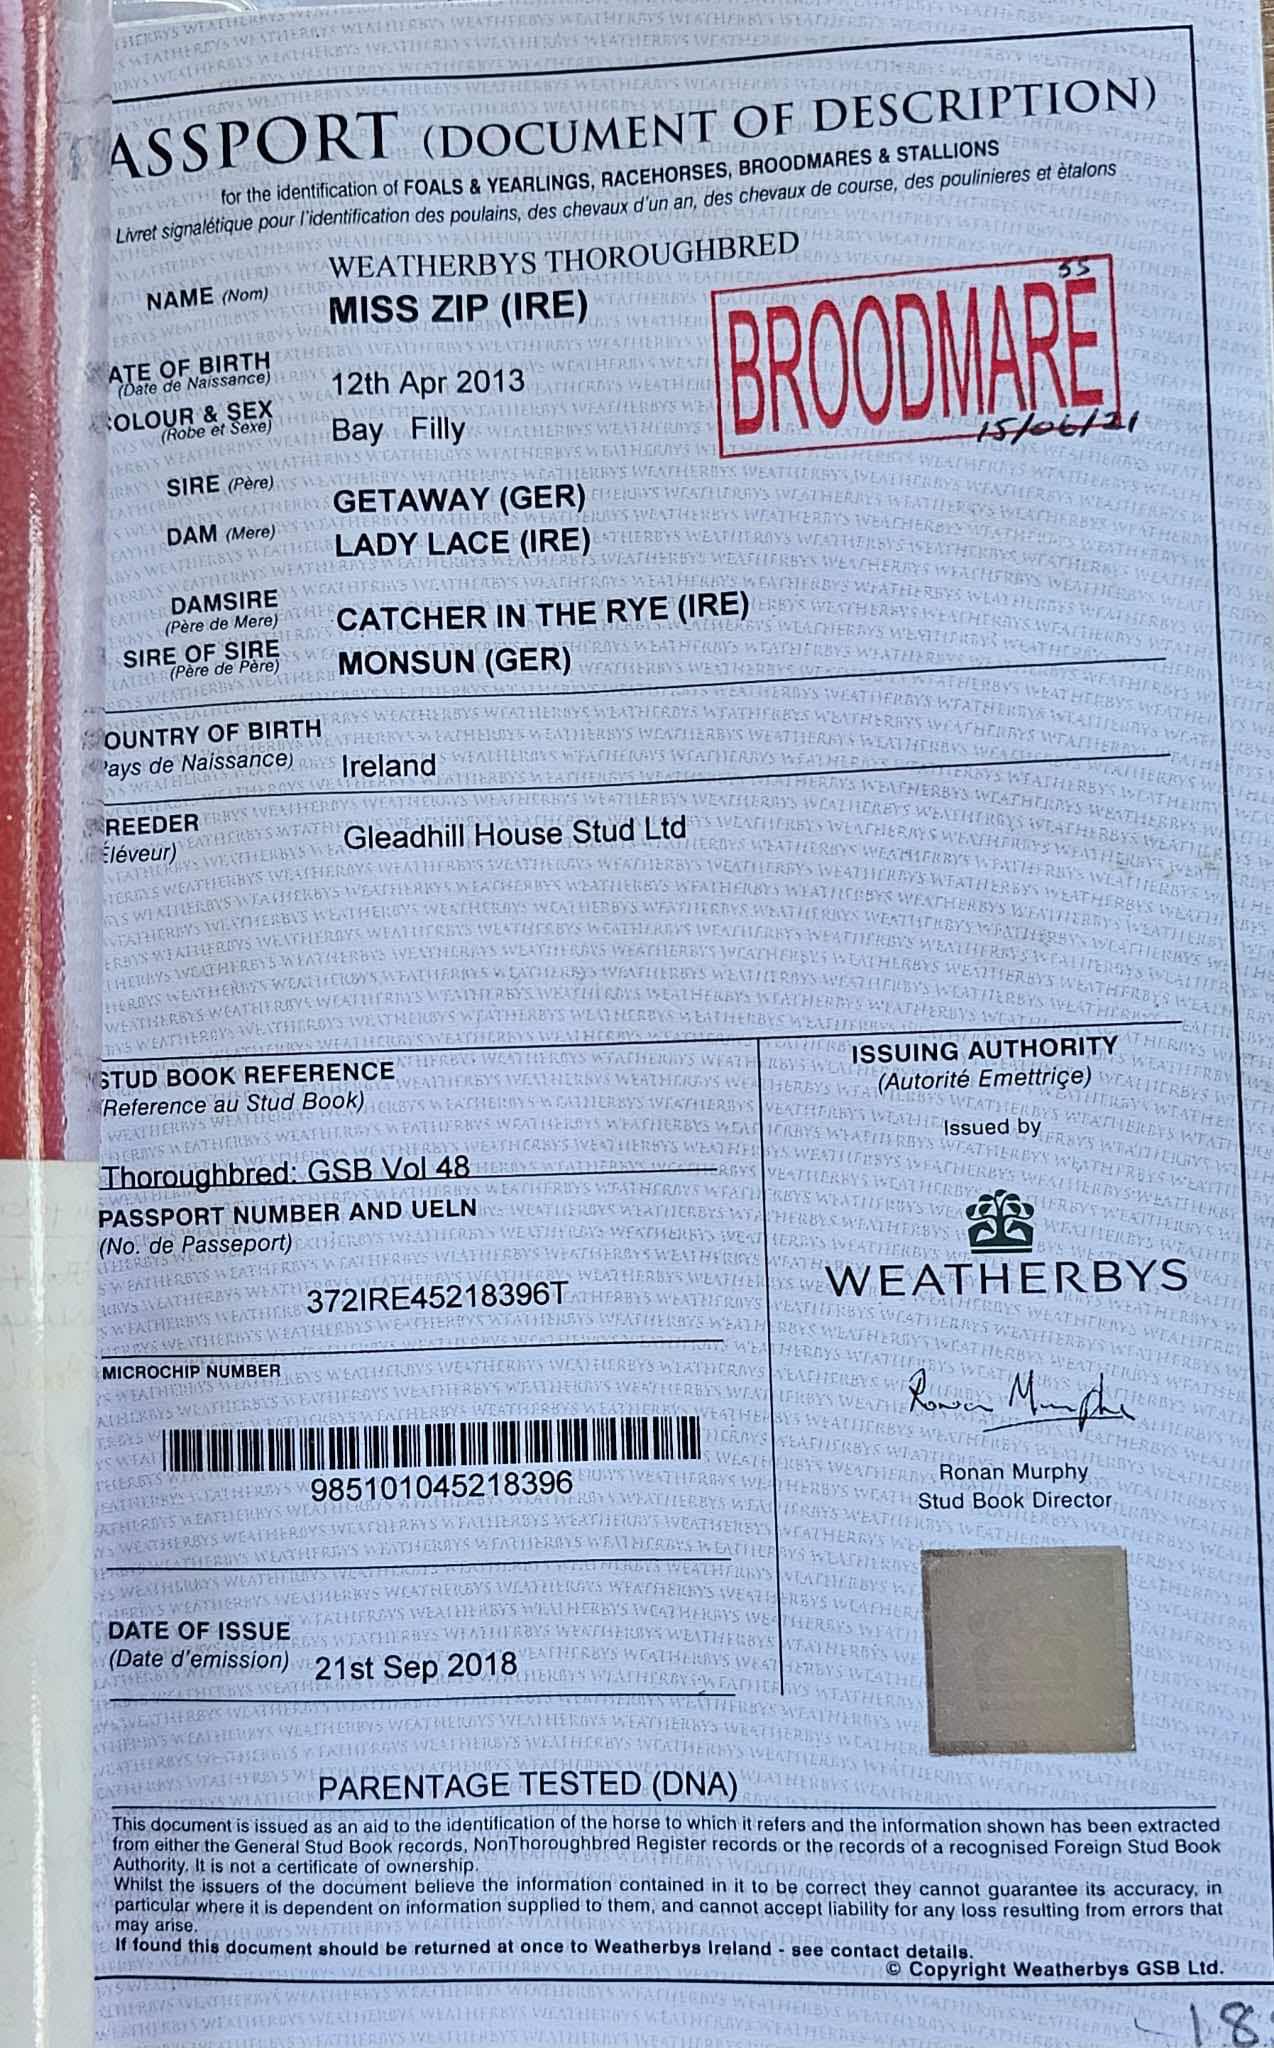 ASSPORT (DOCUMENT OF DESCRIPTION)
for the identification of FOALS & YEARLINGS, RACEHORSES, BROODMARES & STALLIONS
Livret signalétique pour l'identification des poulains, des chevaux d'un an, des chevaux de course, des poulinieres et ètalons
WEATHERBYS THOROUGHBRED
NAME (Nom) MISS ZIP (IRE)
BROODMARE
15/06/21
ATE OF BIRTH
(Date de Naissance) 12th Apr 2013
OLOUR & SEX
(Robe et Sexe) Bay Filly
SIRE (Père) GETAWAY (GER)
DAM (Mere) LADY LACE (IRE)
DAMSIRE
(Père de Mere) CATCHER IN THE RYE (IRE)
SIRE OF SIRE
(Père de Père) MONSUN (GER)
OUNTRY OF BIRTH
ays de Naissance) Ireland
REEDER
Éléveur) Gleadhill House Stud Ltd
STUD BOOK REFERENCE
(Reference au Stud Book)
Thoroughbred: GSB Vol 48
PASSPORT NUMBER AND UELN
(No. de Passeport)
372IRE45218396T
MICROCHIP NUMBER
985101045218396
DATE OF ISSUE
(Date d'emission) 21st Sep 2018
ISSUING AUTHORITY
(Autorité Emettriçe)
Issued by
WEATHERBYS
Ronan Murphy
Ronan Murphy
Stud Book Director
PARENTAGE TESTED (DNA)
This document is issued as an aid to the identification of the horse to which it refers and the information shown has been extracted
from either the General Stud Book records, NonThoroughbred Register records or the records of a recognised Foreign Stud Book
Authority. It is not a certificate of ownership.
Whilst the issuers of the document believe the information contained in it to be correct they cannot guarantee its accuracy, in
particular where it is dependent on information supplied to them, and cannot accept liability for any loss resulting from errors that
may arise.
If found this document should be returned at once to Weatherbys Ireland - see contact details.
© Copyright Weatherbys GSB Ltd.